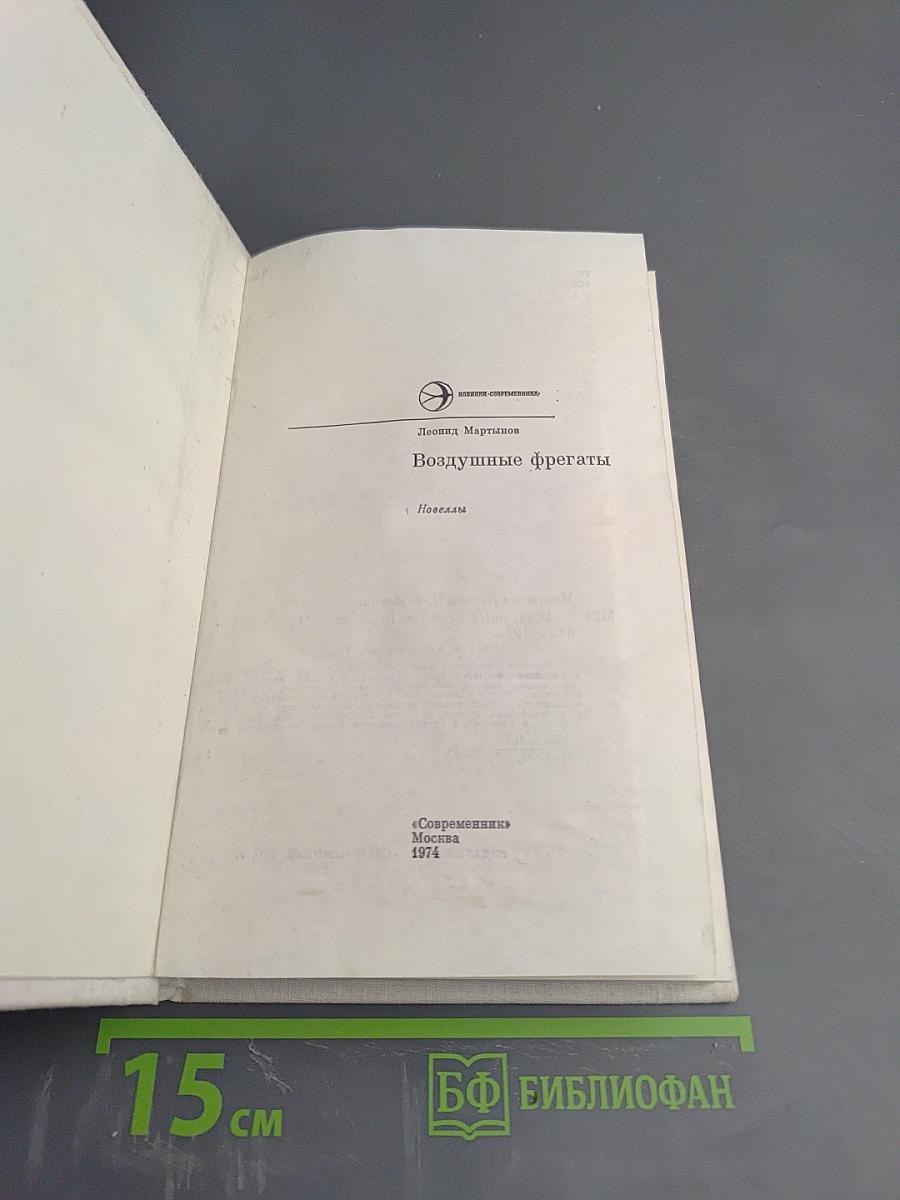 НОВИНКИ «СОВРЕМЕННИКА»
Леонид Мартынов
Воздушные фрегаты
Новеллы
«Современник»
Москва
1974
15 см
БФ БИБЛИОФАН